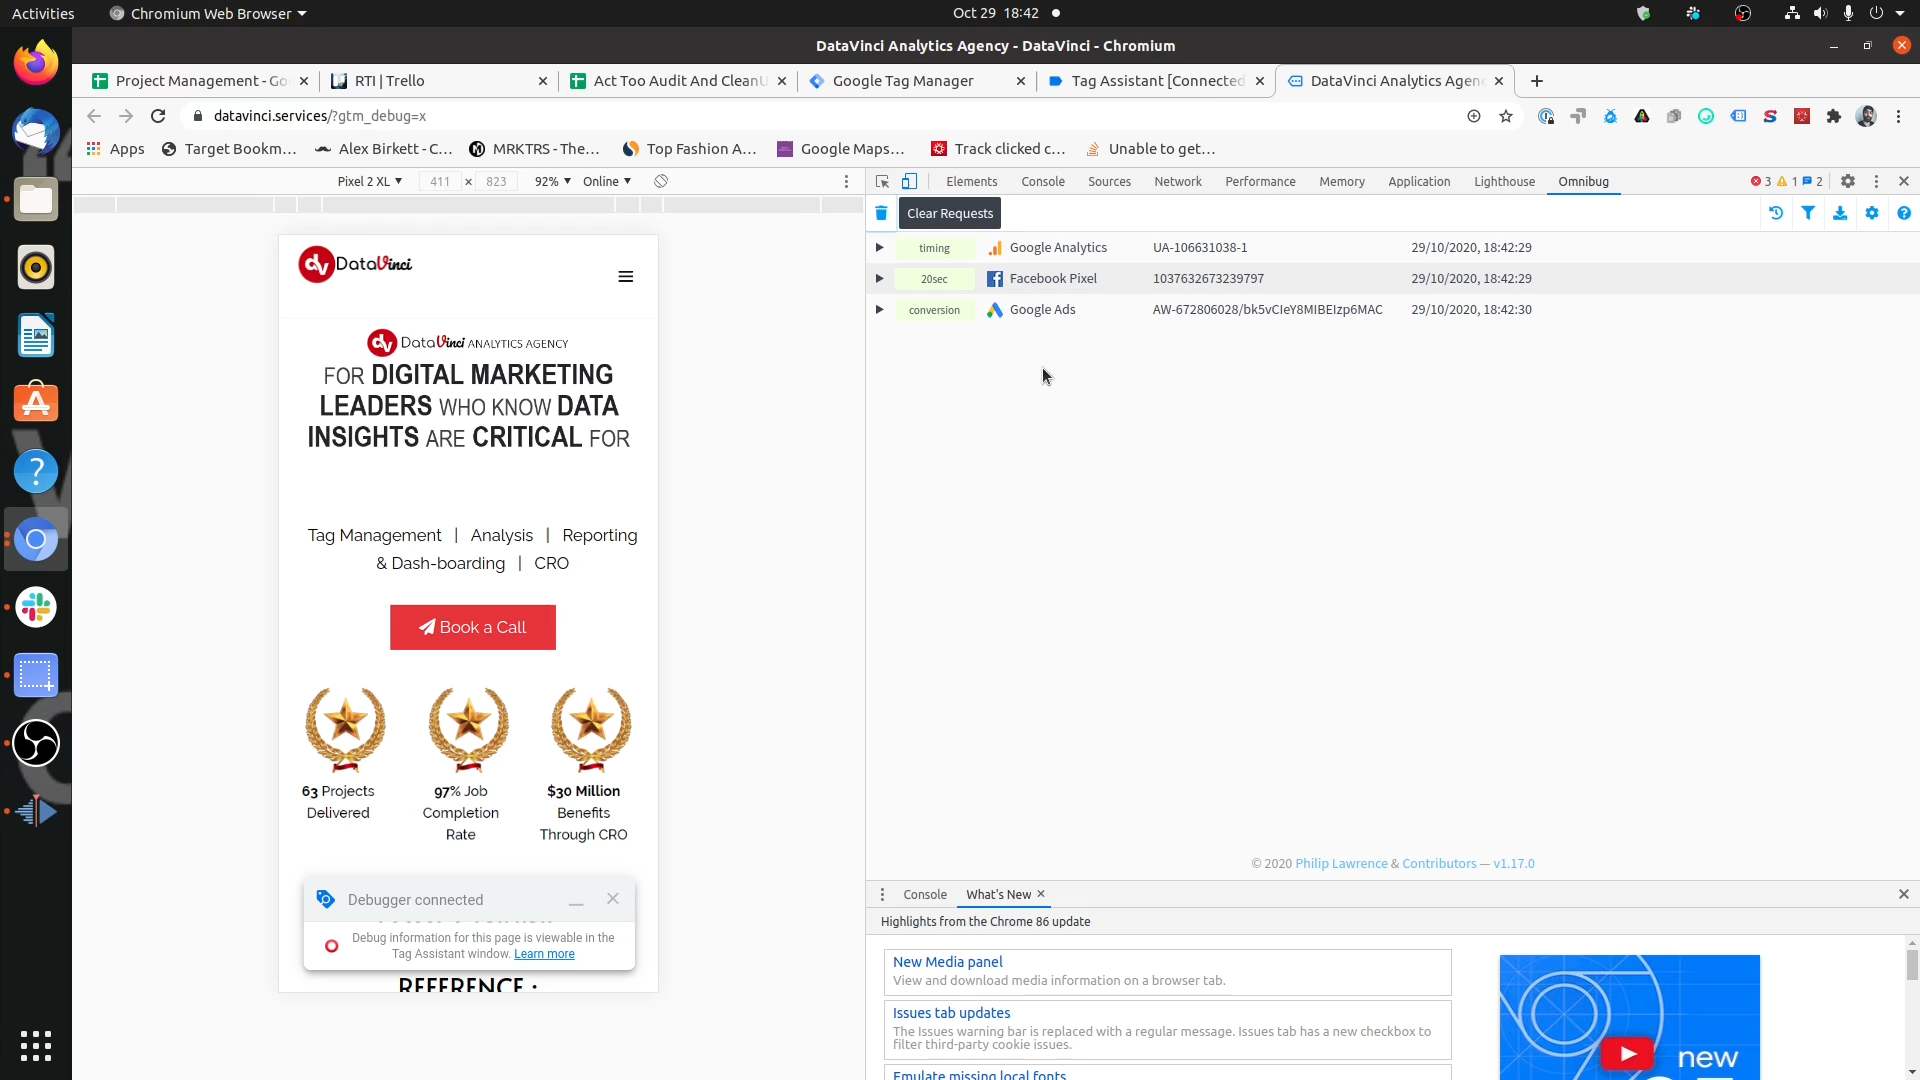 Activities
Chromium Web Browser
Oct 29 18:42
DataVinci Analytics Agency - DataVinci - Chromium
Project Management - Go
RTI | Trello
Act Too Audit And CleanU
Google Tag Manager
Tag Assistant [Connected
DataVinci Analytics Agen
datavinci.services/?gtm_debug=x
Apps
Target Bookm...
Alex Birkett - C...
MRKTRS - The...
Top Fashion A...
Google Maps...
Track clicked c...
Unable to get...
Pixel 2 XL
411 x 823
92%
Online
Elements
Console
Sources
Network
Performance
Memory
Application
Lighthouse
Omnibug
3
1
2
Clear Requests
timing
Google Analytics
UA-106631038-1
29/10/2020, 18:42:29
20sec
Facebook Pixel
1037632673239797
29/10/2020, 18:42:29
conversion
Google Ads
AW-672806028/bk5vCIeY8MIBEIzp6MAC
29/10/2020, 18:42:30
dv DataVinci
dv DataVinci ANALYTICS AGENCY
FOR DIGITAL MARKETING
LEADERS WHO KNOW DATA
INSIGHTS ARE CRITICAL FOR
Tag Management | Analysis | Reporting
& Dash-boarding | CRO
Book a Call
63 Projects
Delivered
97% Job
Completion
Rate
$30 Million
Benefits
Through CRO
Debugger connected
Debug information for this page is viewable in the
Tag Assistant window. Learn more
REFERENCE :
© 2020 Philip Lawrence & Contributors — v1.17.0
Console
What's New
Highlights from the Chrome 86 update
New Media panel
View and download media information on a browser tab.
Issues tab updates
The Issues warning bar is replaced with a regular message. Issues tab has a new checkbox to
filter third-party cookie issues.
Emulate missing local fonts
new